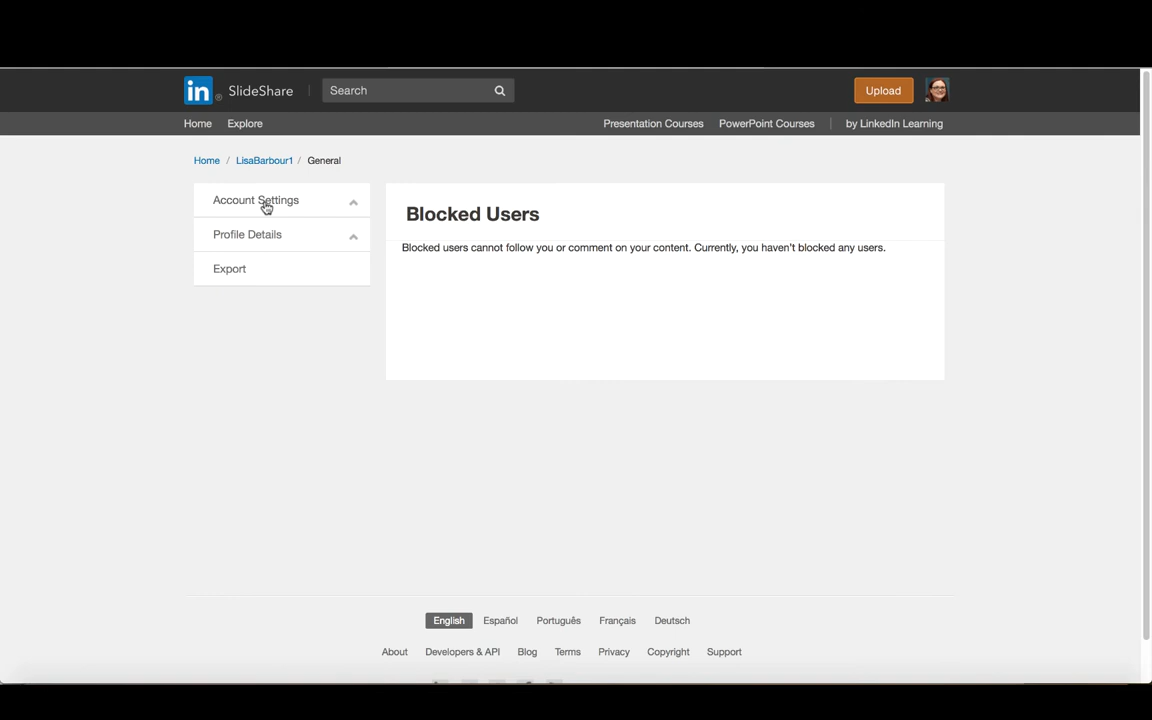 in ® SlideShare Search Upload
Home Explore Presentation Courses PowerPoint Courses by LinkedIn Learning
Home / LisaBarbour1 / General
Account Settings
Profile Details
Export
Blocked Users
Blocked users cannot follow you or comment on your content. Currently, you haven't blocked any users.
English Español Português Français Deutsch
About Developers & API Blog Terms Privacy Copyright Support